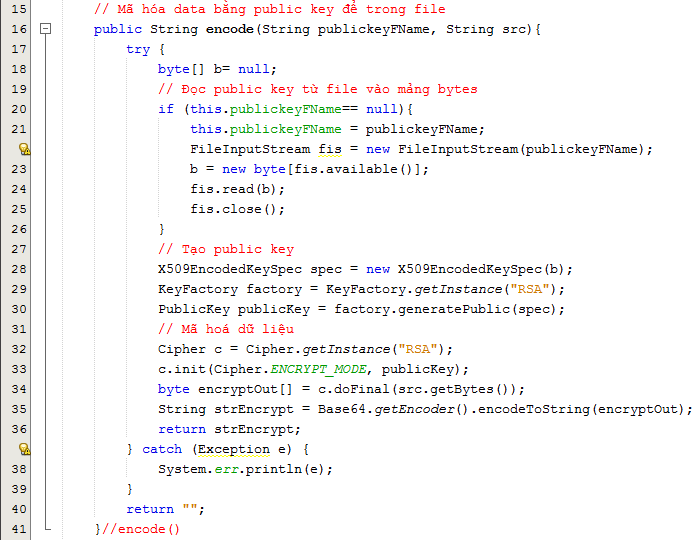 15 // Mã hóa data bằng public key để trong file
16 public String encode(String publickeyFName, String src){
17 try {
18 byte[] b= null;
19 // Đọc public key từ file vào mảng bytes
20 if (this.publickeyFName== null){
21 this.publickeyFName = publickeyFName;
FileInputStream fis = new FileInputStream(publickeyFName);
23 b = new byte[fis.available()];
24 fis.read(b);
25 fis.close();
26 }
27 // Tạo public key
28 X509EncodedKeySpec spec = new X509EncodedKeySpec(b);
29 KeyFactory factory = KeyFactory.getInstance("RSA");
30 PublicKey publicKey = factory.generatePublic(spec);
31 // Mã hoá dữ liệu
32 Cipher c = Cipher.getInstance("RSA");
33 c.init(Cipher.ENCRYPT_MODE, publicKey);
34 byte encryptOut[] = c.doFinal(src.getBytes());
35 String strEncrypt = Base64.getEncoder().encodeToString(encryptOut);
36 return strEncrypt;
} catch (Exception e) {
38 System.err.println(e);
39 }
40 return "";
41 }//encode()